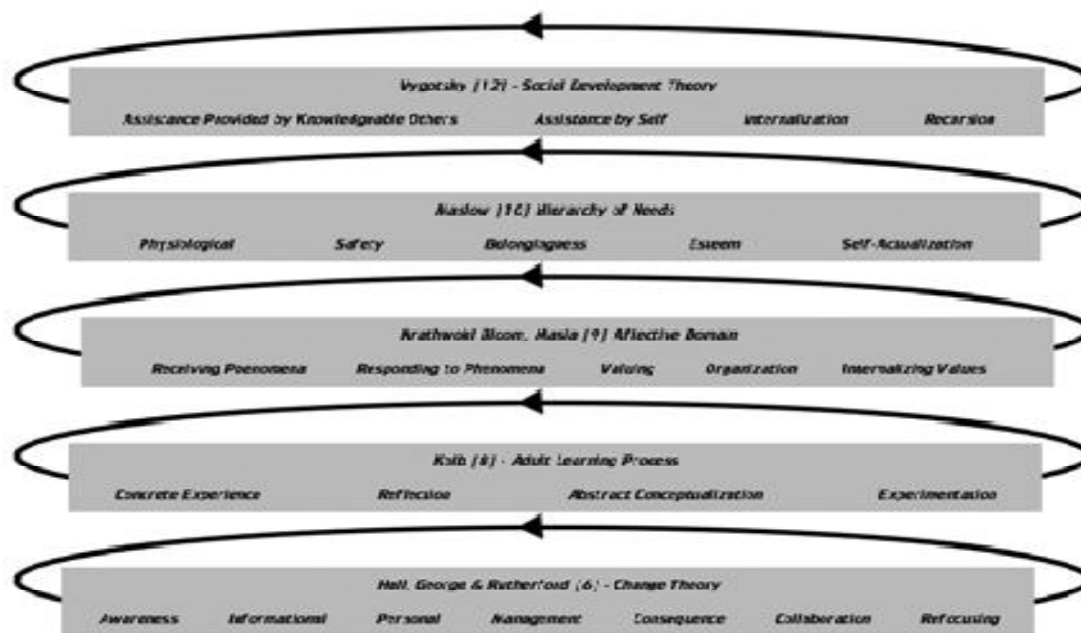 Vygotsky [12] - Social Development Theory
Assistance Provided by Knowledgeable Others Assistance by Self Internalization Recursion
Maslow [10] Hierarchy of Needs
Physiological Safety Belongingness Esteem Self-Actualization
Krathwohl Bloom, Masia [9] Affective Domain
Receiving Phenomena Responding to Phenomena Valuing Organization Internalizing Values
Kolb [8] - Adult Learning Process
Concrete Experience Reflection Abstract Conceptualization Experimentation
Hall, George & Rutherford [6] - Change Theory
Awareness Informational Personal Management Consequence Collaboration Refocusing